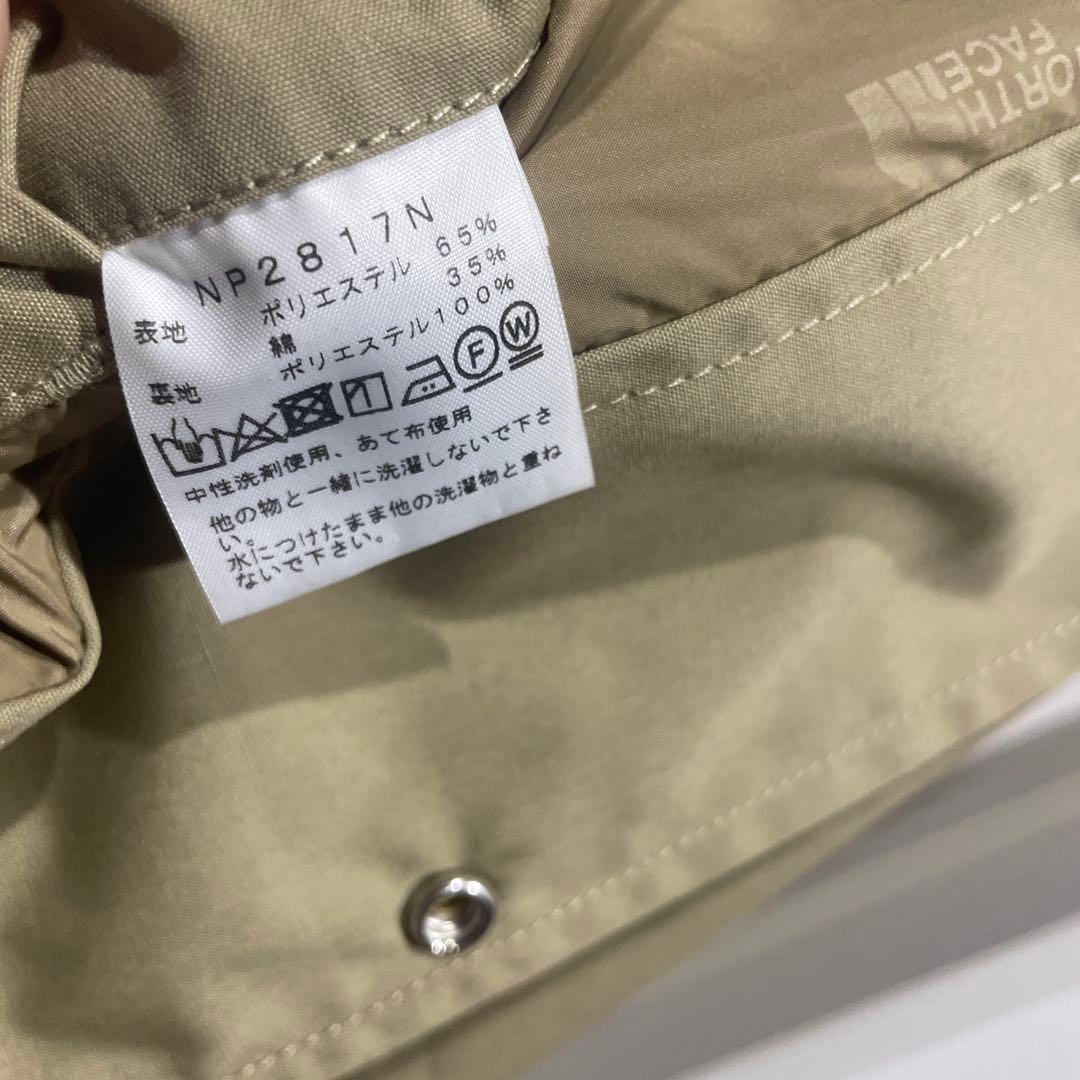 NORTH
FACE
NP2817N
表地 ポリエステル 65%
綿 35%
裏地 ポリエステル100%
F W
中性洗剤使用、あて布使用
他の物と一緒に洗濯しないで下さ
い。
水につけたまま他の洗濯物と重ね
ないで下さい。